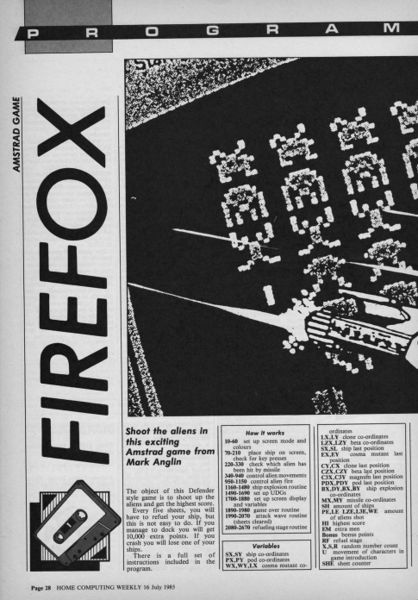 PROGRAM
AMSTRAD GAME
FIREFOX
Shoot the aliens in
this exciting
Amstrad game from
Mark Anglin
The object of this Defender
style game is to shoot up the
aliens and get the highest score.
Every five sheets, you will
have to refuel your ship, but
this is not easy to do. If you
manage to dock you will get
10,000 extra points. If you
crash you will lose one of your
ships.
There is a full set of
instructions included in the
program.
How it works
10-60 set up screen mode and
colours
70-210 place ship on screen,
check for key presses
220-330 check which alien has
been hit by missile
340-940 control alien movements
950-1150 control alien fire
1160-1480 ship explosion routine
1490-1690 set up UDGs
1700-1880 set up screen display
and variables
1890-1980 game over routine
1990-2070 attack wave routine
(sheets cleared)
2080-2670 refuelling stage routine
Variables
SX,SY ship co-ordinates
PX,PY pod co-ordinates
WX,WY,LX cosmа mutant co-
ordinates
LX,LY clone co-ordinates
LZX,LZY beta co-ordinates
SX,SL ship last position
EX,EY cosma mutant last
position
CY,CX clone last position
CZX,CZY beta last position
C3X,C3Y magnum last position
PDX,PDY pod last position
BX,DY,BX,BY ship explosion
co-ordinates
MX,MY missile co-ordinates
SH amount of ships
LE,LP LZE,L3E,WE amount
of aliens shot
HI highest score
EM extra men
Bonus bonus points
RF refuel stage
X,S,R random number count
U movement of characters in
game introduction
SHE sheet counter
Page 28 HOME COMPUTING WEEKLY 16 July 1985